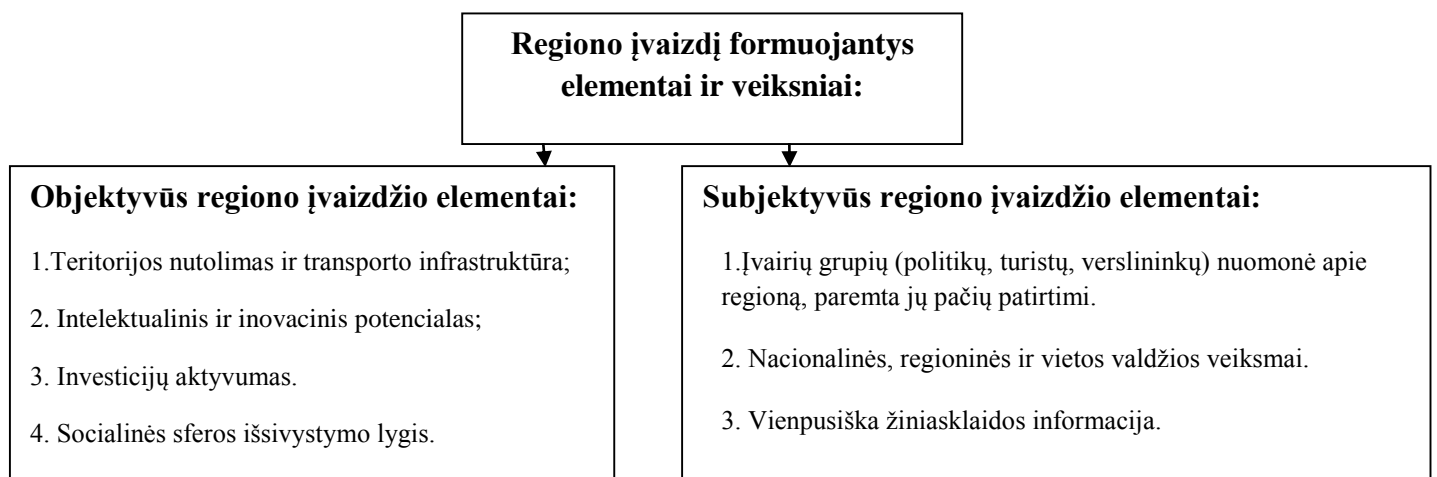 Regiono įvaizdį formuojantys
elementai ir veiksniai:
Objektyvūs regiono įvaizdžio elementai:
1.Teritorijos nutolimas ir transporto infrastruktūra;
2. Intelektualinis ir inovacinis potencialas;
3. Investicijų aktyvumas.
4. Socialinės sferos išsivystymo lygis.
Subjektyvūs regiono įvaizdžio elementai:
1.Įvairių grupių (politikų, turistų, verslininkų) nuomonė apie
regioną, paremta jų pačių patirtimi.
2. Nacionalinės, regioninės ir vietos valdžios veiksmai.
3. Vienpusiška žiniasklaidos informacija.